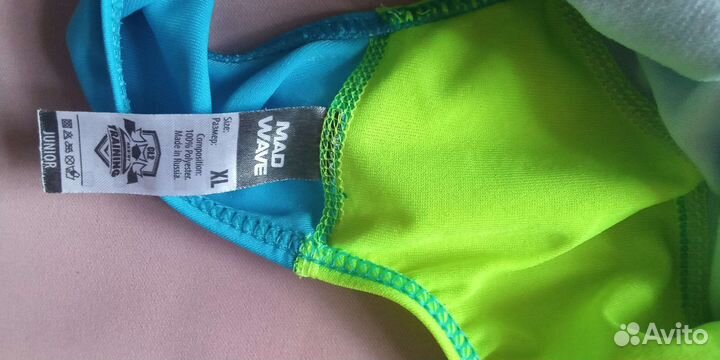 MAD
WAVE
Size:
Размер: XL
Composition:
100% Polyester.
Made in Russia.
TRAINING
JUNIOR
Avito